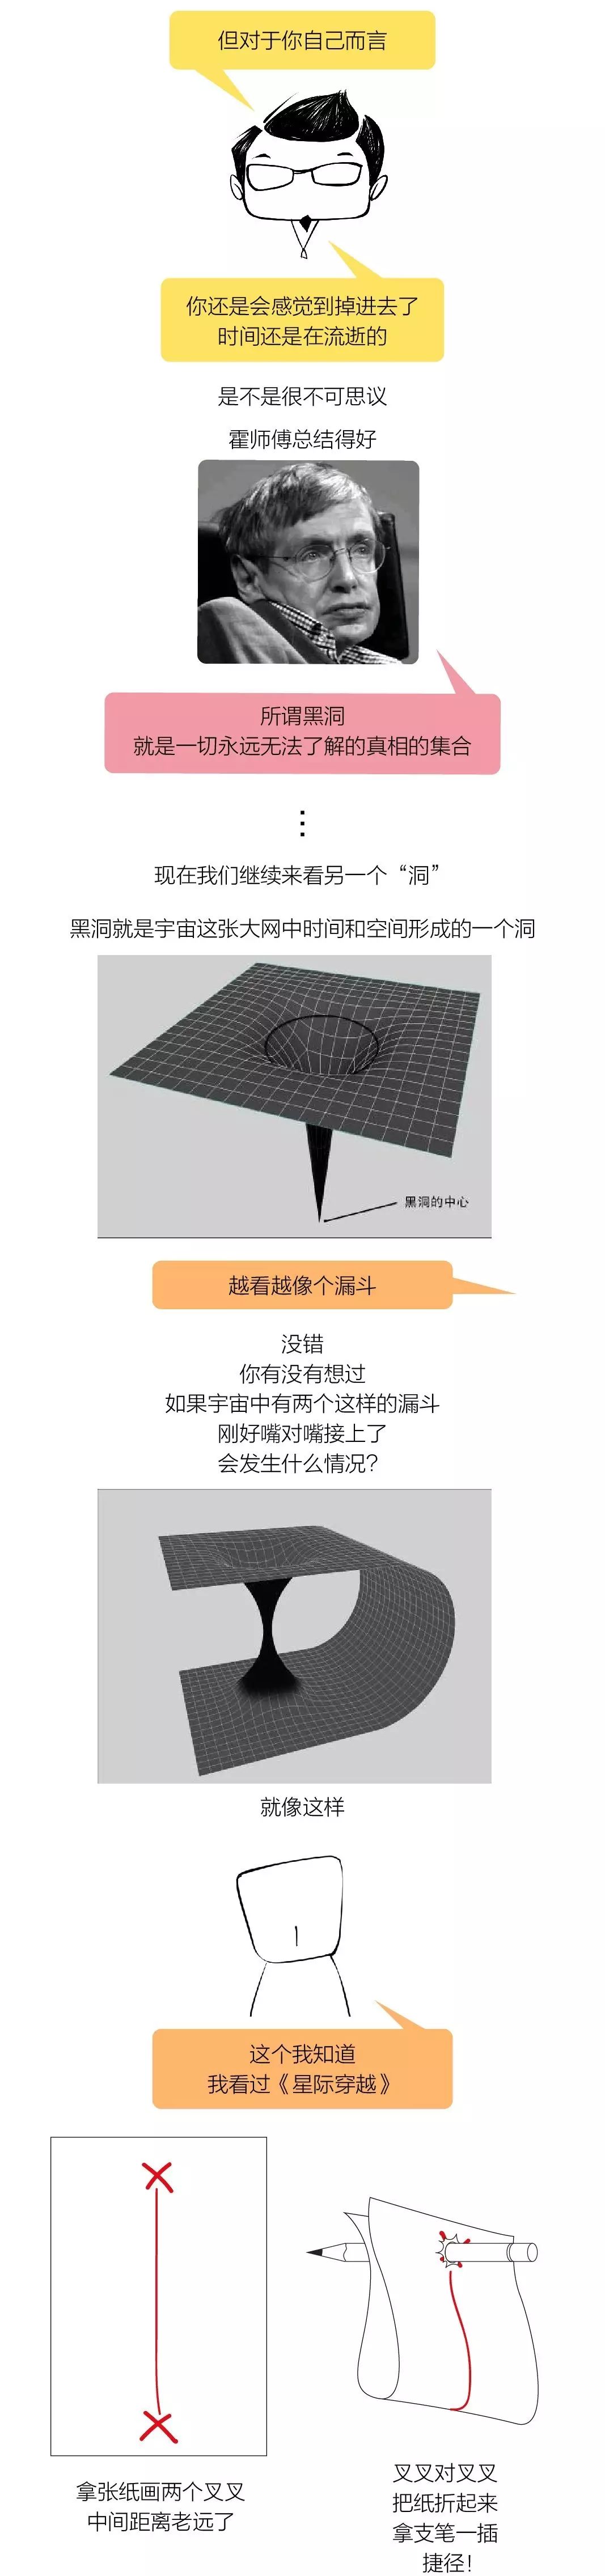 但对于你自己而言
你还是会感觉到掉进去了
时间还是在流逝的
是不是很不可思议
霍师傅总结得好
所谓黑洞
就是一切永远无法了解的真相的集合
现在我们继续来看另一个“洞”
黑洞就是宇宙这张大网中时间和空间形成的一个洞
黑洞的中心
越看越像个漏斗
没错
你有没有想过
如果宇宙中有两个这样的漏斗
刚好嘴对嘴接上了
会发生什么情况？
就像这样
这个我知道
我看过《星际穿越》
拿张纸画两个叉叉
中间距离老远了
叉叉对叉叉
把纸折起来
拿支笔一插
捷径！